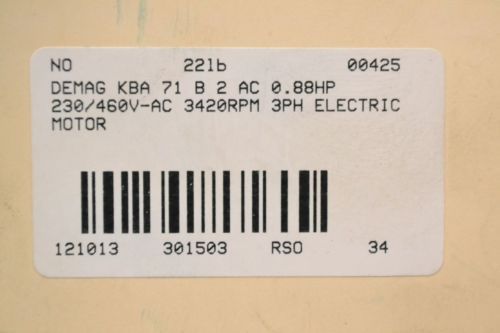 NO 221b 00425
DEMAG KBA 71 B 2 AC 0.88HP
230/460V-AC 3420RPM 3PH ELECTRIC
MOTOR
121013 301503 RSO 34